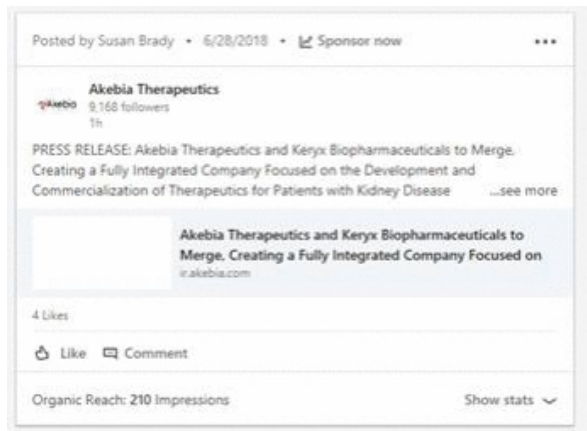 Posted by Susan Brady • 6/28/2018 • Sponsor now
Akebia
Akebia Therapeutics
9,168 followers
1h
PRESS RELEASE: Akebia Therapeutics and Keryx Biopharmaceuticals to Merge,
Creating a Fully Integrated Company Focused on the Development and
Commercialization of Therapeutics for Patients with Kidney Disease ...see more
Akebia Therapeutics and Keryx Biopharmaceuticals to
Merge, Creating a Fully Integrated Company Focused on
ir.akebia.com
4 Likes
Like Comment
Organic Reach: 210 Impressions Show stats